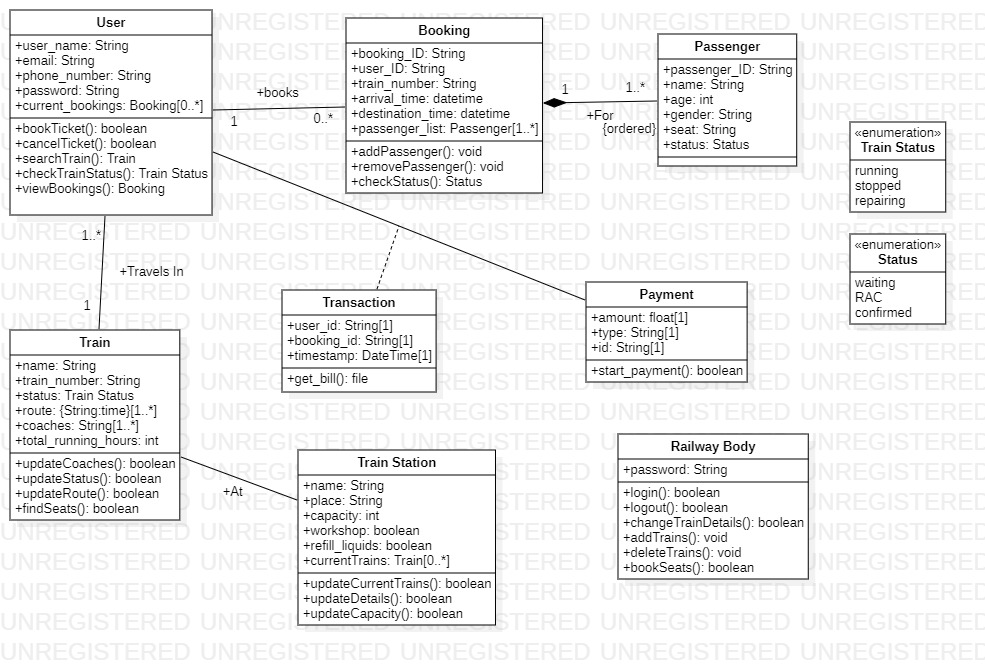 User
+user_name: String
+email: String
+phone_number: String
+password: String
+current_bookings: Booking[0..*]
+bookTicket(): boolean
+cancelTicket(): boolean
+searchTrain(): Train
+checkTrainStatus(): Train Status
+viewBookings(): Booking
+books
1
0..*
Booking
+booking_ID: String
+user_ID: String
+train_number: String
+arrival_time: datetime
+destination_time: datetime
+passenger_list: Passenger[1..*]
+addPassenger(): void
+removePassenger(): void
+checkStatus(): Status
1
1..*
+For
{ordered}
Passenger
+passenger_ID: String
+name: String
+age: int
+gender: String
+seat: String
+status: Status
«enumeration»
Train Status
running
stopped
repairing
«enumeration»
Status
waiting
RAC
confirmed
1..*
+Travels In
1
Transaction
+user_id: String[1]
+booking_id: String[1]
+timestamp: DateTime[1]
+get_bill(): file
Payment
+amount: float[1]
+type: String[1]
+id: String[1]
+start_payment(): boolean
Train
+name: String
+train_number: String
+status: Train Status
+route: {String:time}[1..*]
+coaches: String[1..*]
+total_running_hours: int
+updateCoaches(): boolean
+updateStatus(): boolean
+updateRoute(): boolean
+findSeats(): boolean
+At
Train Station
+name: String
+place: String
+capacity: int
+workshop: boolean
+refill_liquids: boolean
+currentTrains: Train[0..*]
+updateCurrentTrains(): boolean
+updateDetails(): boolean
+updateCapacity(): boolean
Railway Body
+password: String
+login(): boolean
+logout(): boolean
+changeTrainDetails(): boolean
+addTrains(): void
+deleteTrains(): void
+bookSeats(): boolean
UNREGISTERED